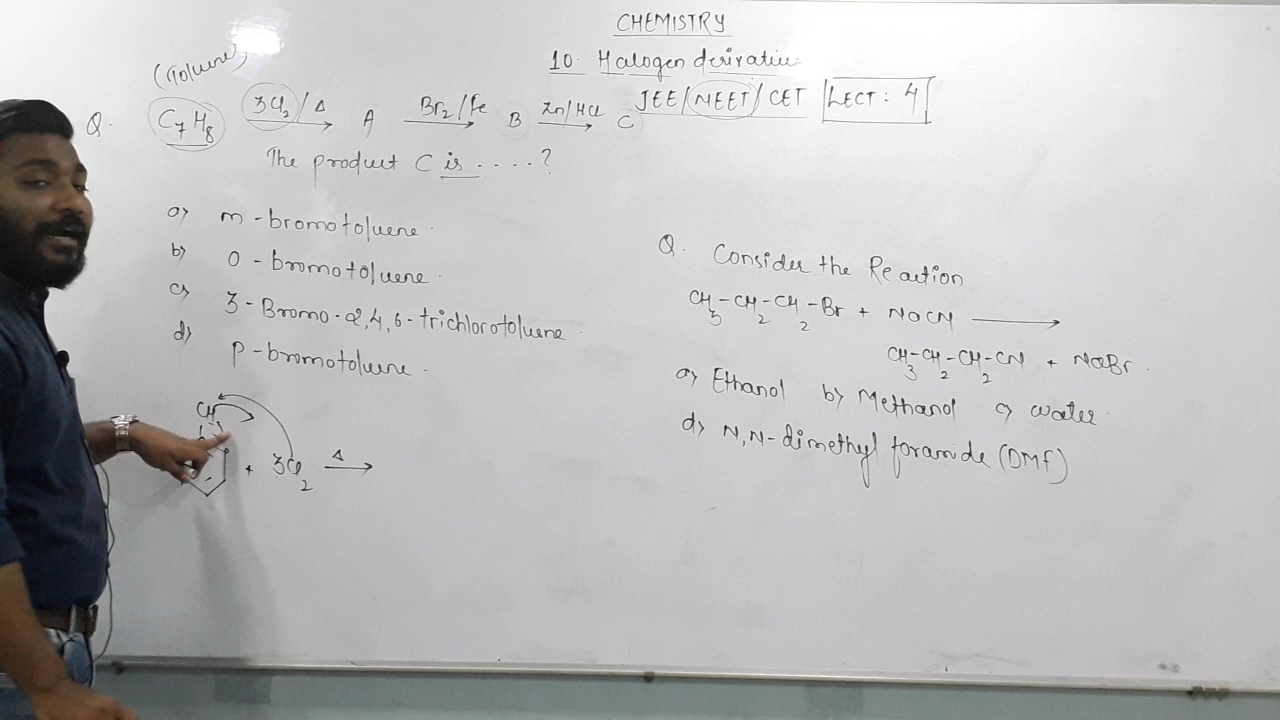 CHEMISTRY
10. Halogen derivative.
JEE/NEET/CET LECT: 4
(Toluene)
Q. C7H8 3Cl2/Δ A Br2/Fe B Zn/HCl C
The product C is .....?
a) m-bromotoluene.
b) o-bromotoluene.
c) 3-Bromo-2,4,6-trichlorotoluene.
d) p-bromotoluene.
CH + 3Cl2 Δ
Q. Consider the Reaction
CH3-CH2-CH2-Br + NaCN
CH3-CH2-CH2-CN + NaBr.
a) Ethanol b) Methanol c) water.
d) N,N-dimethyl foramide (DMF)